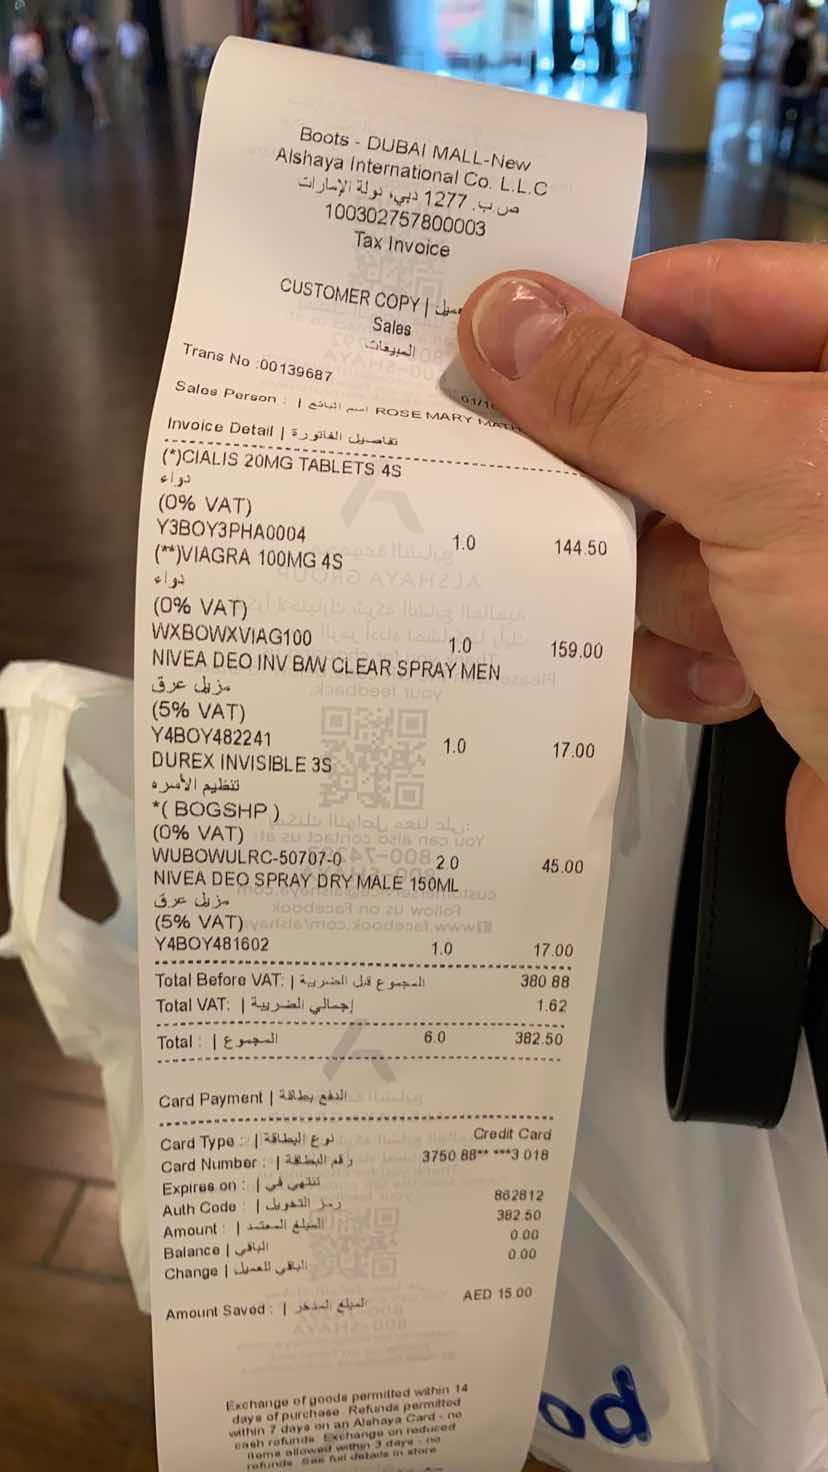 Boots - DUBAI MALL-New
Alshaya International Co. L.L.C
ص ب. 1277 دبي، دولة الإمارات
100302757800003
Tax Invoice
CUSTOMER COPY |
Sales
المبيعات
Trans No :00139687
01/1
Sales Person : | اسم البائع ROSE MARY
Invoice Detail | تفاصيل الفاتورة
(*)CIALIS 20MG TABLETS 4S
دواء
(0% VAT)
Y3BOY3PHA0004 1.0 144.50
(**)VIAGRA 100MG 4S
دواء
(0% VAT)
WXBOWXVIAG100 1.0 159.00
NIVEA DEO INV B/W CLEAR SPRAY MEN
مزيل عرق
(5% VAT)
Y4BOY482241 1.0 17.00
DUREX INVISIBLE 3S
تنظيم الأسره
*( BOGSHP )
(0% VAT)
WUBOWULRC-50707-0 2.0 45.00
NIVEA DEO SPRAY DRY MALE 150ML
مزيل عرق
(5% VAT)
Y4BOY481602 1.0 17.00
Total Before VAT: | المجموع قبل الضريبة 380.88
Total VAT: | إجمالي الضريبة 1.62
Total : | المجموع 6.0 382.50
Card Payment | الدفع بطاقة
Card Type : | نوع البطاقة Credit Card
Card Number : | رقم البطاقة 3750 88** ***3 018
Expires on : | تنتهي في
Auth Code : | رمز التخويل 862812
Amount : | المبلغ المعتمد 382.50
Balance | الباقي 0.00
Change | الباقي للعميل 0.00
Amount Saved : | المبلغ المدخر AED 15.00
Exchange of goods permitted within 14
days of purchase. Refunds permitted
within 7 days on an Alshaya Card - no
cash refunds. Exchange on reduced
items allowed within 3 days - no
refunds. See full details in store